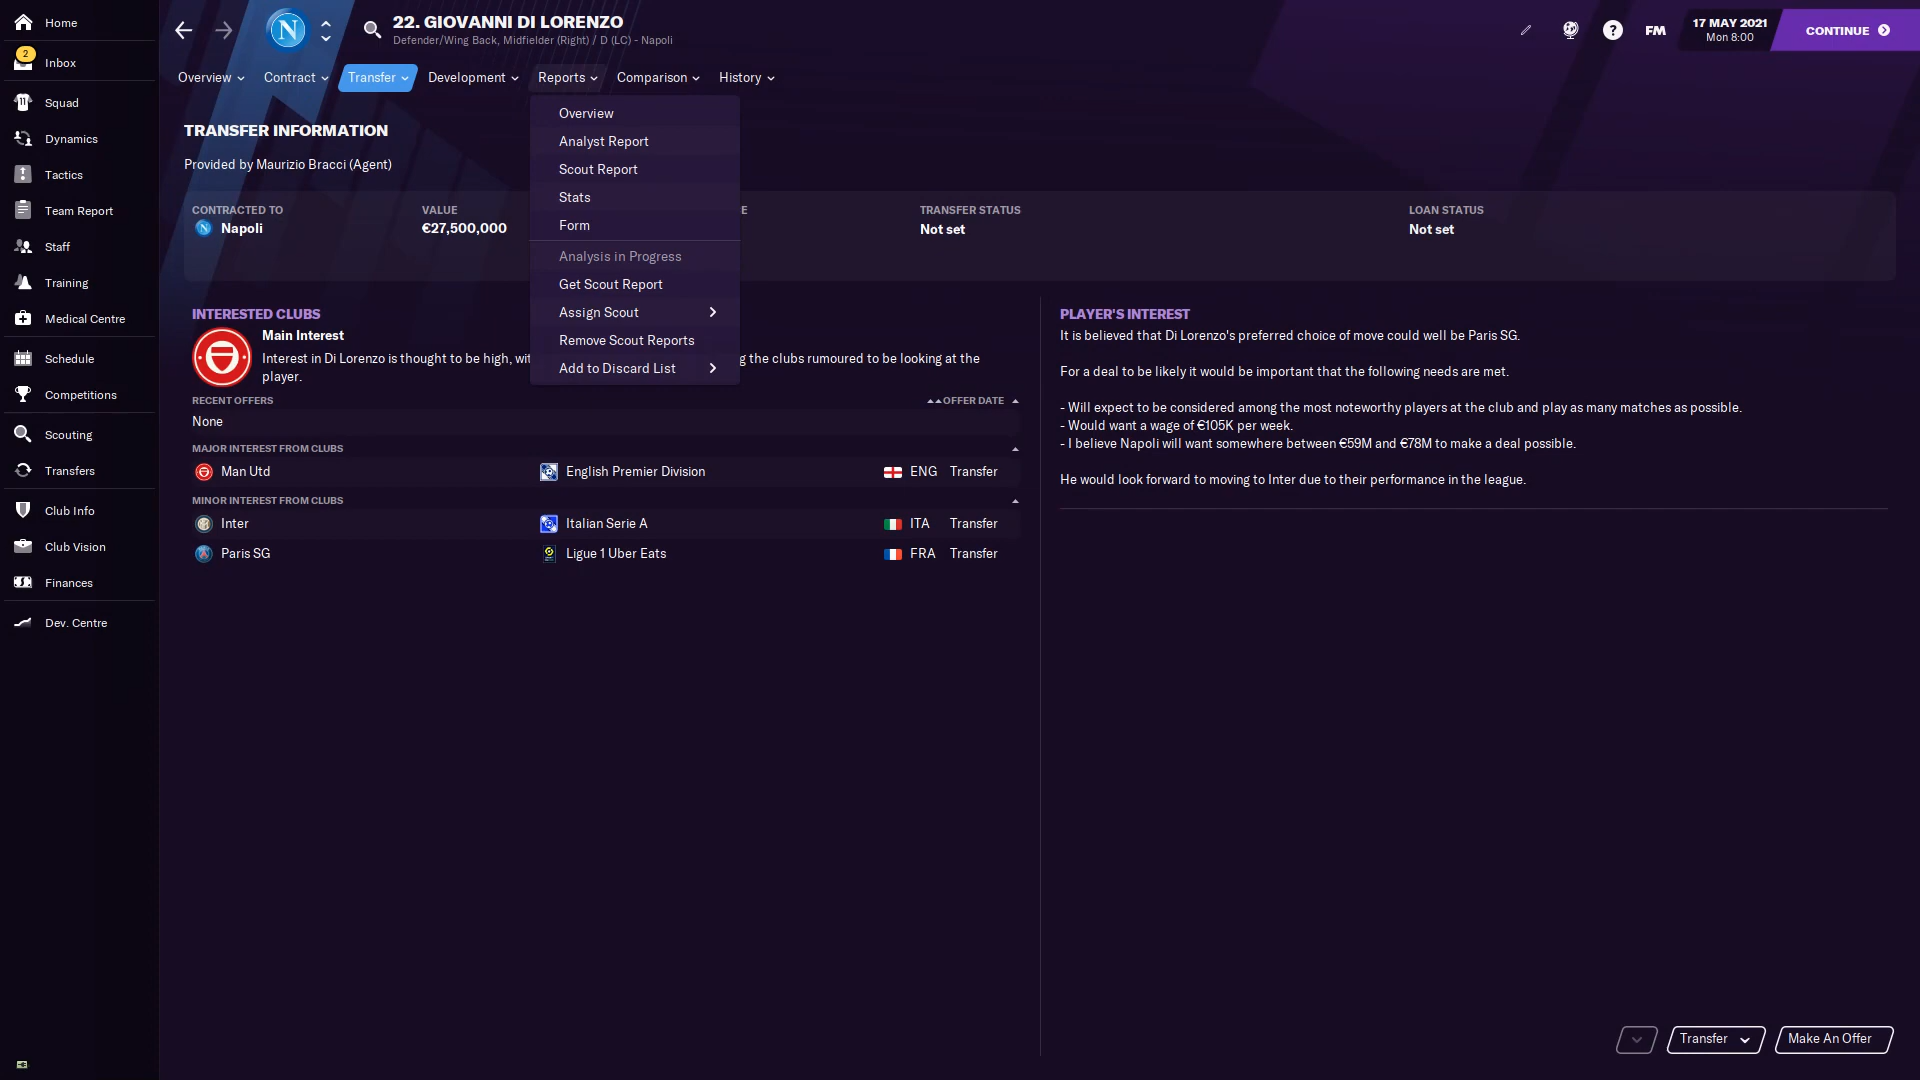 Home
2
Inbox
Squad
Dynamics
Tactics
Team Report
Staff
Training
Medical Centre
Schedule
Competitions
Scouting
Transfers
Club Info
Club Vision
Finances
Dev. Centre
22. GIOVANNI DI LORENZO
Defender/Wing Back, Midfielder (Right) / D (LC) - Napoli
FM
17 MAY 2021
Mon 8:00
CONTINUE
Overview
Contract
Transfer
Development
Reports
Comparison
History
Overview
Analyst Report
Scout Report
Stats
Form
Analysis in Progress
Get Scout Report
Assign Scout
Remove Scout Reports
Add to Discard List
TRANSFER INFORMATION
Provided by Maurizio Bracci (Agent)
CONTRACTED TO
Napoli
VALUE
€27,500,000
E
TRANSFER STATUS
Not set
LOAN STATUS
Not set
INTERESTED CLUBS
Main Interest
Interest in Di Lorenzo is thought to be high, wit g the clubs rumoured to be looking at the
player.
RECENT OFFERS OFFER DATE
None
MAJOR INTEREST FROM CLUBS
Man Utd English Premier Division ENG Transfer
MINOR INTEREST FROM CLUBS
Inter Italian Serie A ITA Transfer
Paris SG Ligue 1 Uber Eats FRA Transfer
PLAYER'S INTEREST
It is believed that Di Lorenzo's preferred choice of move could well be Paris SG.
For a deal to be likely it would be important that the following needs are met.
- Will expect to be considered among the most noteworthy players at the club and play as many matches as possible.
- Would want a wage of €105K per week.
- I believe Napoli will want somewhere between €59M and €78M to make a deal possible.
He would look forward to moving to Inter due to their performance in the league.
Transfer
Make An Offer